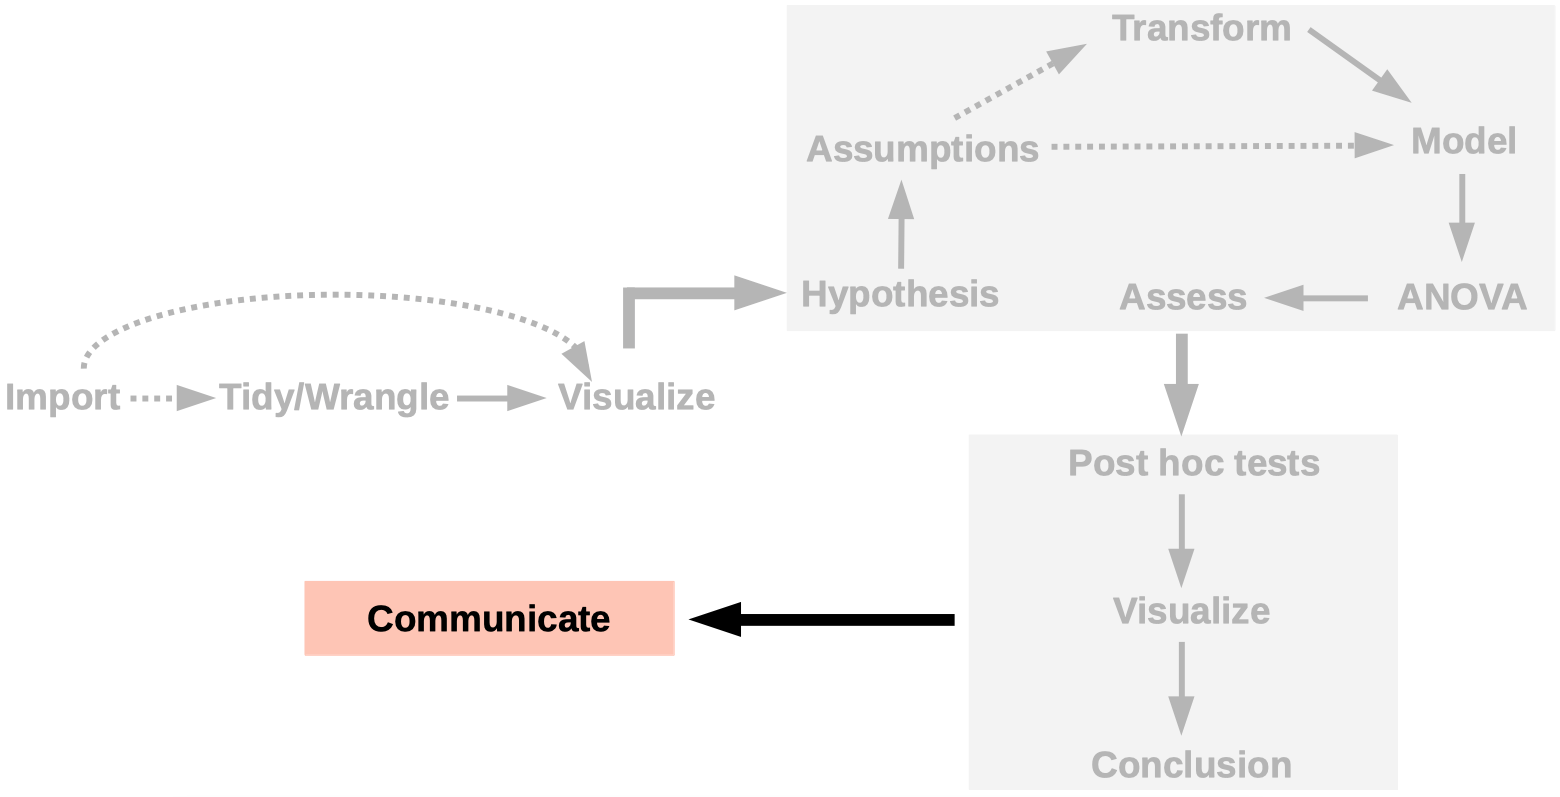 Transform
Assumptions
Model
Hypothesis
Assess
ANOVA
Import
Tidy/Wrangle
Visualize
Post hoc tests
Visualize
Communicate
Conclusion